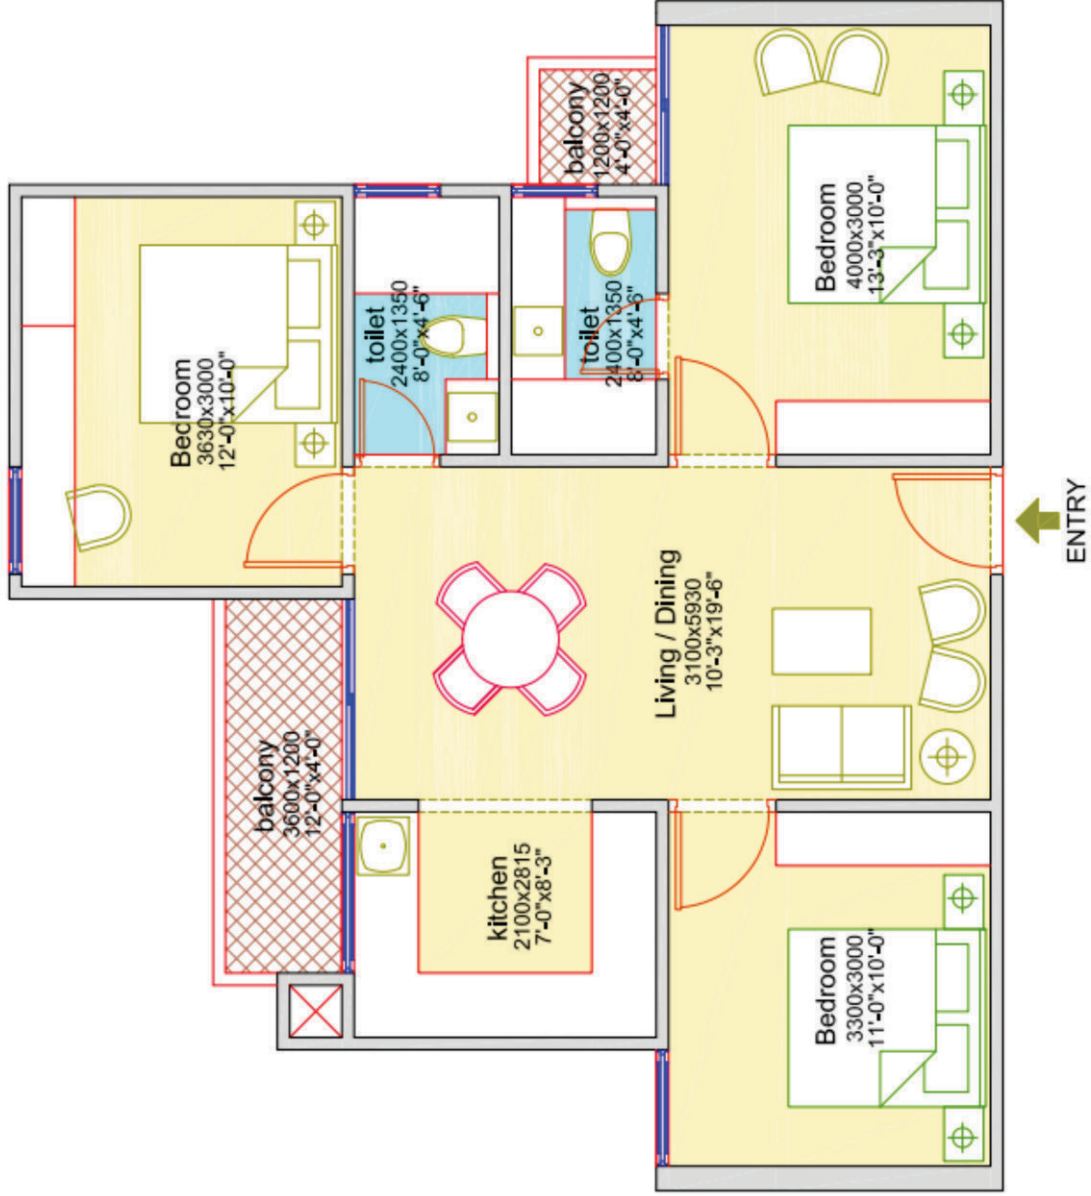 balcony
1200x1200
4'-0"x4'-0"
Bedroom
4000x3000
13'-3"x10'-0"
toilet
2400x1350
8'-0"x4'-6"
toilet
2400x1350
8'-0"x4'-6"
Bedroom
3630x3000
12'-0"x10'-0"
Living / Dining
3100x5930
10'-3"x19'-6"
ENTRY
balcony
3600x1200
12'-0"x4'-0"
kitchen
2100x2815
7'-0"x8'-3"
Bedroom
3300x3000
11'-0"x10'-0"